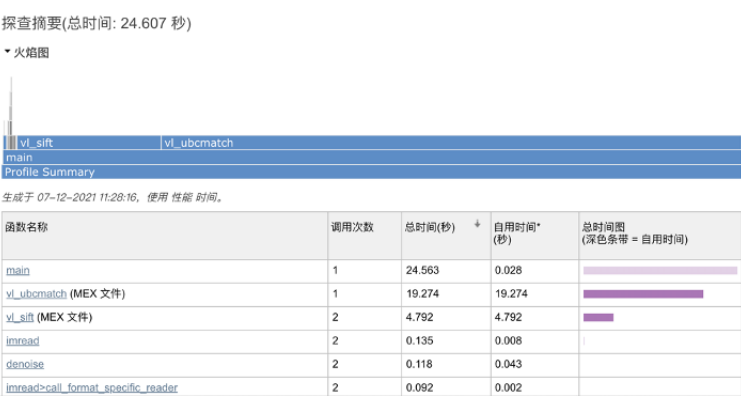 探查摘要(总时间: 24.607 秒)
▼ 火焰图
vl_sift vl_ubcmatch
main
Profile Summary
生成于 07-12-2021 11:28:16, 使用 性能 时间。
函数名称 调用次数 总时间(秒) 自用时间* (秒) 总时间图 (深色条带 = 自用时间)
main 1 24.563 0.028
vl_ubcmatch (MEX 文件) 1 19.274 19.274
vl_sift (MEX 文件) 2 4.792 4.792
imread 2 0.135 0.008
denoise 2 0.118 0.043
imread>call_format_specific_reader 2 0.092 0.002